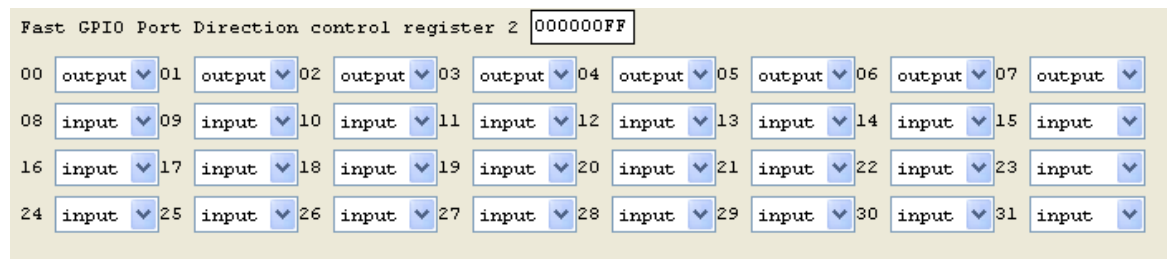 Fast GPIO Port Direction control register 2 000000FF
00 output 01 output 02 output 03 output 04 output 05 output 06 output 07 output
08 input 09 input 10 input 11 input 12 input 13 input 14 input 15 input
16 input 17 input 18 input 19 input 20 input 21 input 22 input 23 input
24 input 25 input 26 input 27 input 28 input 29 input 30 input 31 input